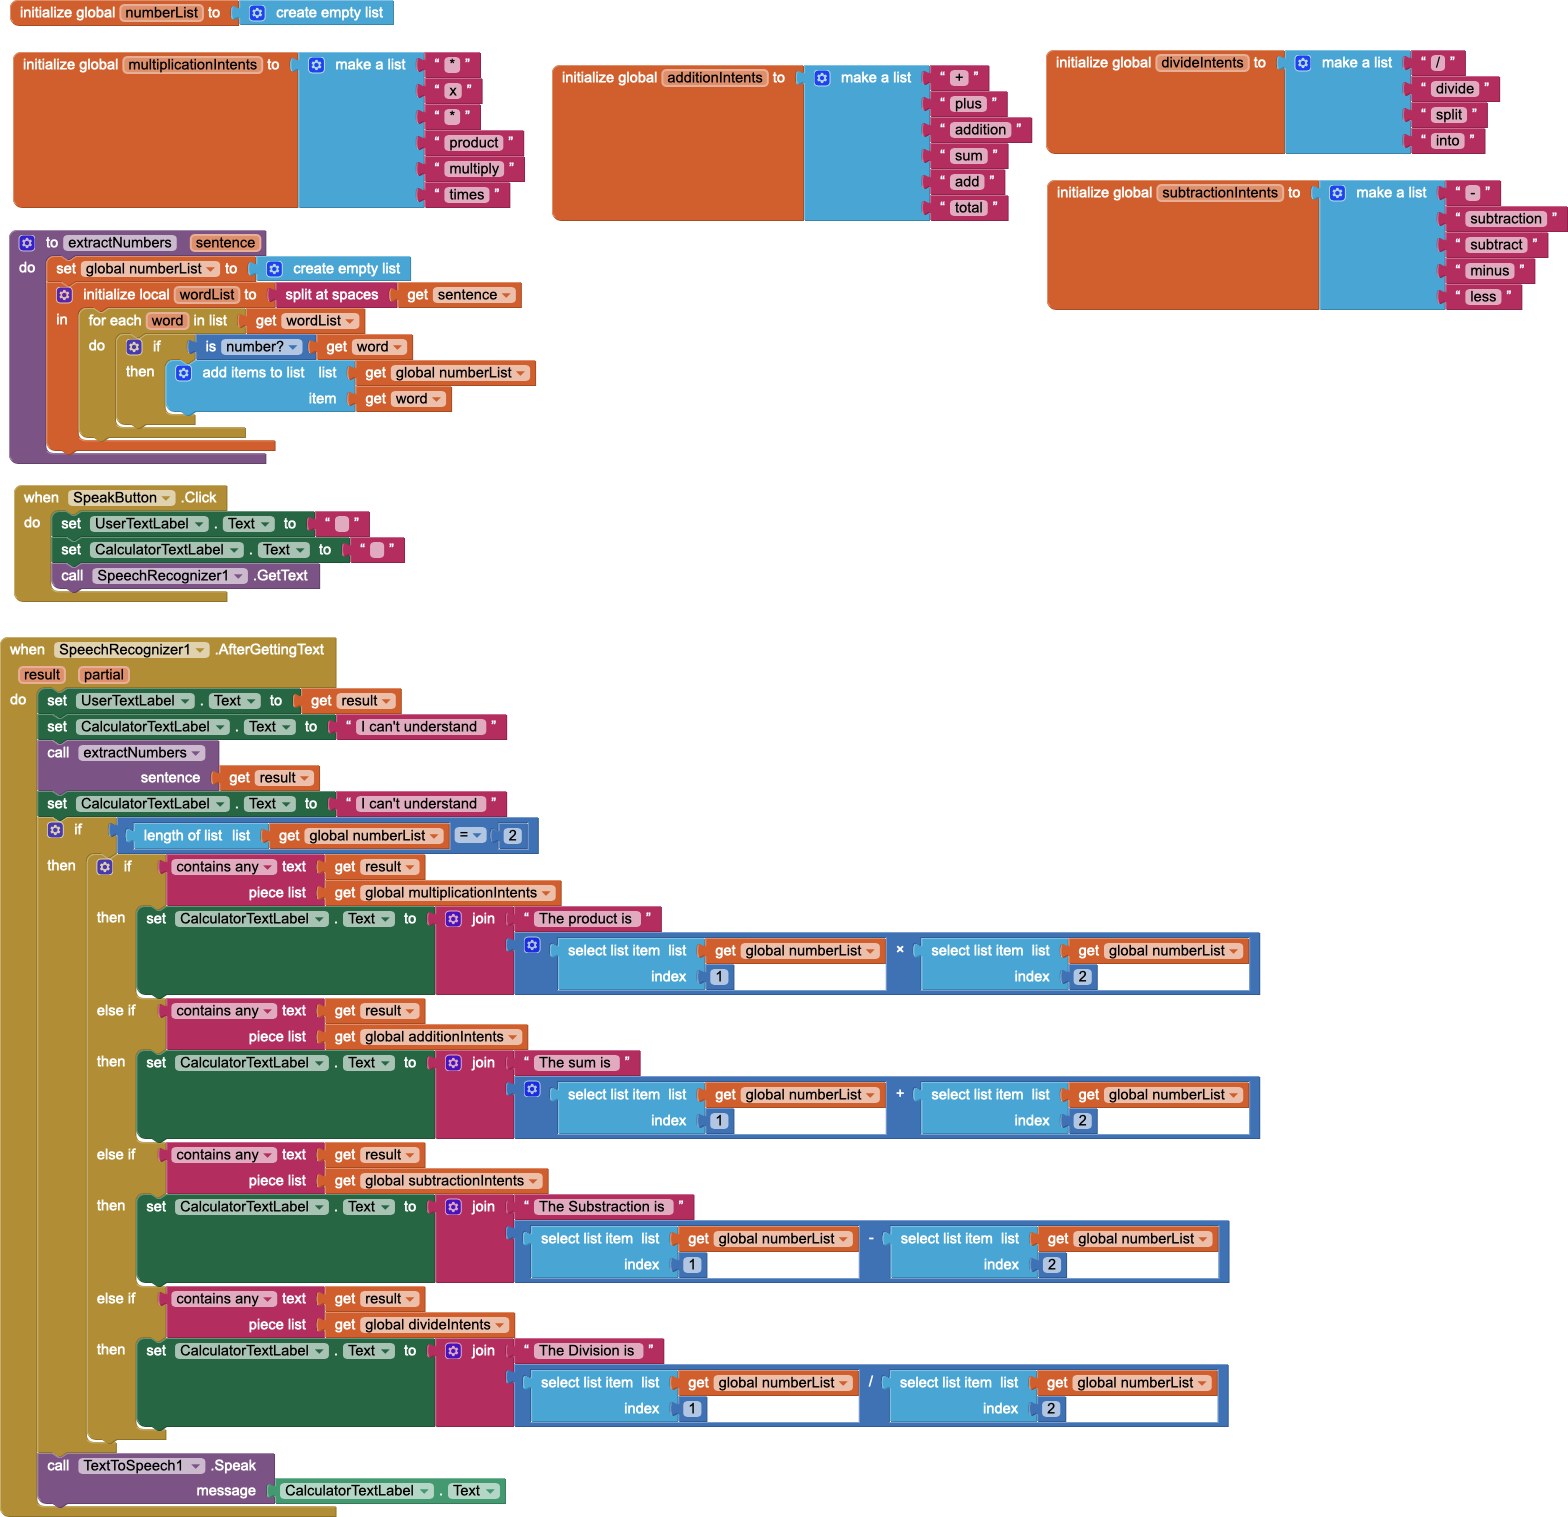 initialize global numberList to create empty list
initialize global multiplicationIntents to make a list " * "
" x "
" * "
" product "
" multiply "
" times "
initialize global additionIntents to make a list " + "
" plus "
" addition "
" sum "
" add "
" total "
initialize global divideIntents to make a list " / "
" divide "
" split "
" into "
initialize global subtractionIntents to make a list " - "
" subtraction "
" subtract "
" minus "
" less "
to extractNumbers sentence
do set global numberList to create empty list
initialize local wordList to split at spaces get sentence
in for each word in list get wordList
do if is number? get word
then add items to list list get global numberList
item get word
when SpeakButton .Click
do set UserTextLabel . Text to " "
set CalculatorTextLabel . Text to " "
call SpeechRecognizer1 .GetText
when SpeechRecognizer1 .AfterGettingText
result partial
do set UserTextLabel . Text to get result
set CalculatorTextLabel . Text to " I can't understand "
call extractNumbers
sentence get result
set CalculatorTextLabel . Text to " I can't understand "
if length of list list get global numberList = 2
then if contains any text get result
piece list get global multiplicationIntents
then set CalculatorTextLabel . Text to join " The product is "
select list item list get global numberList × select list item list get global numberList
index 1 index 2
else if contains any text get result
piece list get global additionIntents
then set CalculatorTextLabel . Text to join " The sum is "
select list item list get global numberList + select list item list get global numberList
index 1 index 2
else if contains any text get result
piece list get global subtractionIntents
then set CalculatorTextLabel . Text to join " The Substraction is "
select list item list get global numberList - select list item list get global numberList
index 1 index 2
else if contains any text get result
piece list get global divideIntents
then set CalculatorTextLabel . Text to join " The Division is "
select list item list get global numberList / select list item list get global numberList
index 1 index 2
call TextToSpeech1 .Speak
message CalculatorTextLabel . Text